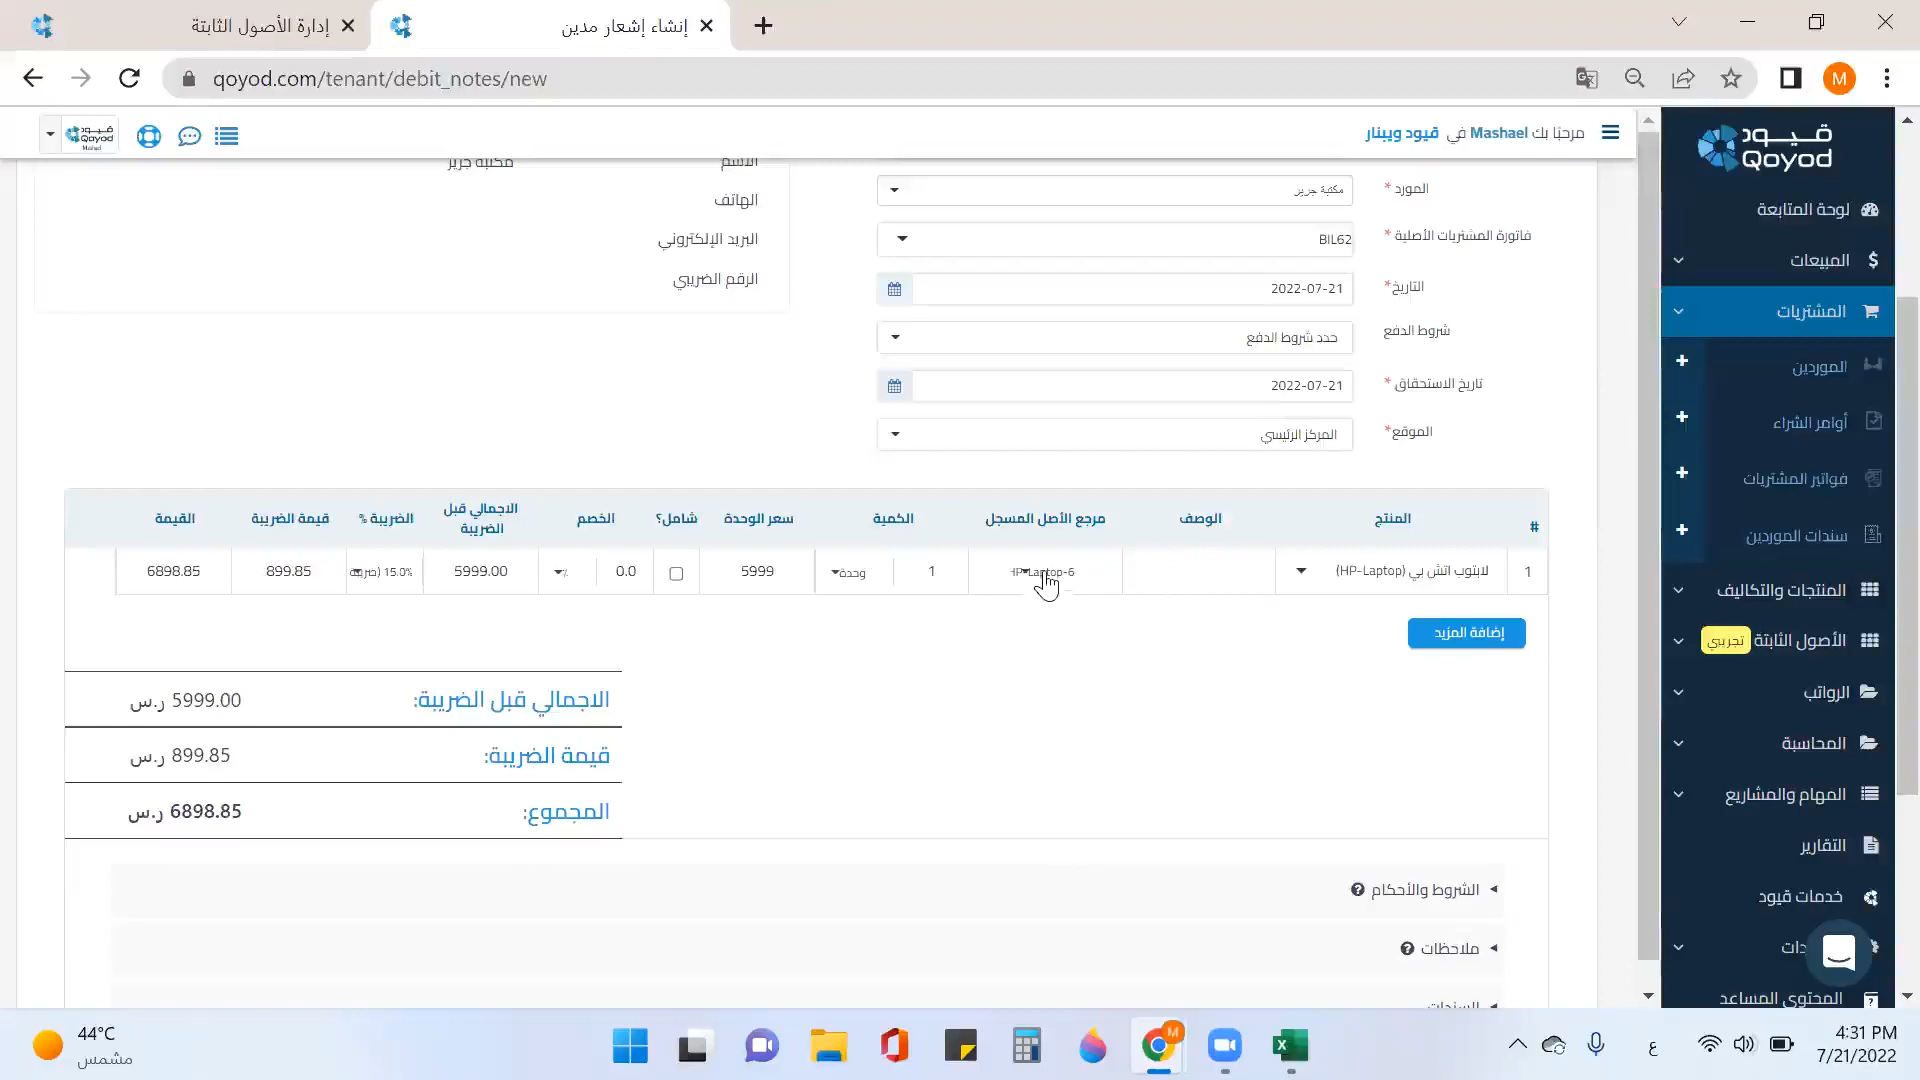 إدارة الأصول الثابتة
إنشاء إشعار مدين
qoyod.com/tenant/debit_notes/new
M
مرحبًا بك Mashael في قيود ويبنار
قيود
Qoyod
Mashael
قيود
Qoyod
لوحة المتابعة
المبيعات
المشتريات
الموردين
أوامر الشراء
فواتير المشتريات
سندات الموردين
المنتجات والتكاليف
الأصول الثابتة تجريبي
الرواتب
المحاسبة
المهام والمشاريع
التقارير
خدمات قيود
المحتوى المساعد
المورد *
مكتبة جرير
فاتورة المشتريات الأصلية *
BIL62
التاريخ*
2022-07-21
شروط الدفع
حدد شروط الدفع
تاريخ الاستحقاق *
2022-07-21
الموقع*
المركز الرئيسي
الاسم
مكتبة جرير
الهاتف
البريد الإلكتروني
الرقم الضريبي
# المنتج الوصف مرجع الأصل المسجل الكمية سعر الوحدة شامل؟ الخصم الاجمالي قبل الضريبة الضريبة % قيمة الضريبة القيمة
1 لابتوب اتش بي (HP-Laptop) HP-Laptop-6 1 وحدة 5999 0.0 % 5999.00 15.0% 899.85 6898.85
إضافة المزيد
الاجمالي قبل الضريبة: 5999.00 ر.س
قيمة الضريبة: 899.85 ر.س
المجموع: 6898.85 ر.س
الشروط والأحكام
ملاحظات
السندات
44°C
مشمس
M
ع
4:31 PM
7/21/2022